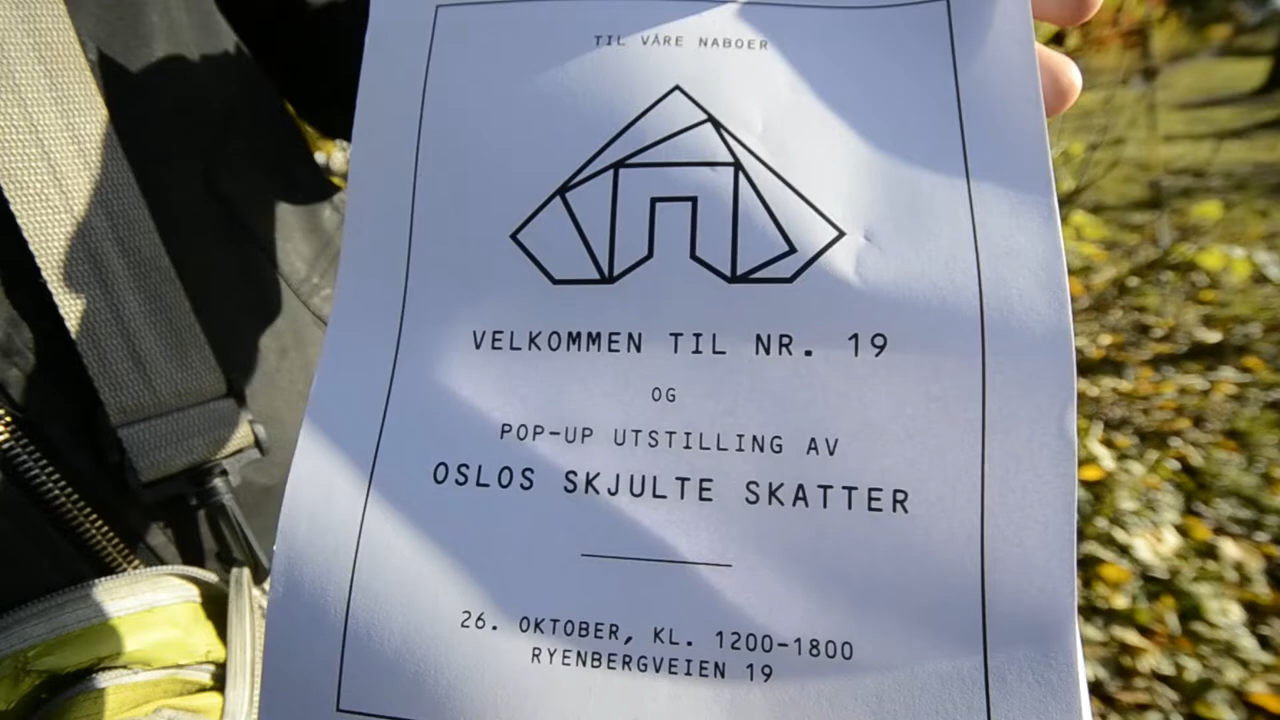 TIL VÅRE NABOER
VELKOMMEN TIL NR. 19
OG
POP-UP UTSTILLING AV
OSLOS SKJULTE SKATTER
26. OKTOBER, KL. 1200-1800
RYENBERGVEIEN 19